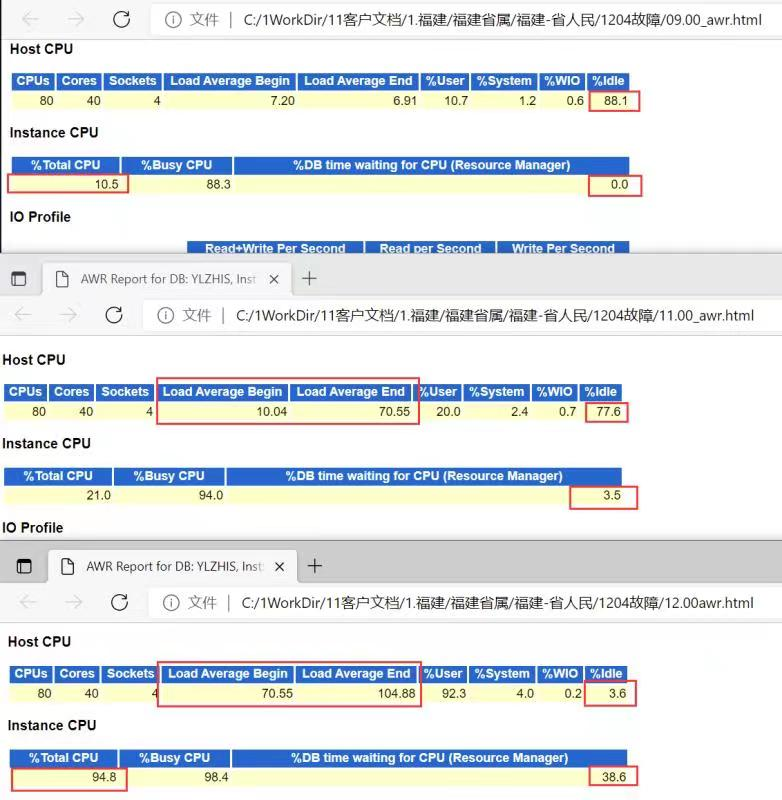 文件 | C:/1WorkDir/11客户文档/1.福建/福建省属/福建-省人民/1204故障/09.00_awr.html
Host CPU
CPUs Cores Sockets Load Average Begin Load Average End %User %System %WIO %Idle
80 40 4 7.20 6.91 10.7 1.2 0.6 88.1
Instance CPU
%Total CPU %Busy CPU %DB time waiting for CPU (Resource Manager)
10.5 88.3 0.0
IO Profile
Read+Write Per Second Read per Second Write Per Second
AWR Report for DB: YLZHIS, Inst
文件 | C:/1WorkDir/11客户文档/1.福建/福建省属/福建-省人民/1204故障/11.00_awr.html
Host CPU
CPUs Cores Sockets Load Average Begin Load Average End %User %System %WIO %Idle
80 40 4 10.04 70.55 20.0 2.4 0.7 77.6
Instance CPU
%Total CPU %Busy CPU %DB time waiting for CPU (Resource Manager)
21.0 94.0 3.5
IO Profile
AWR Report for DB: YLZHIS, Inst
文件 | C:/1WorkDir/11客户文档/1.福建/福建省属/福建-省人民/1204故障/12.00awr.html
Host CPU
CPUs Cores Sockets Load Average Begin Load Average End %User %System %WIO %Idle
80 40 4 70.55 104.88 92.3 4.0 0.2 3.6
Instance CPU
%Total CPU %Busy CPU %DB time waiting for CPU (Resource Manager)
94.8 98.4 38.6